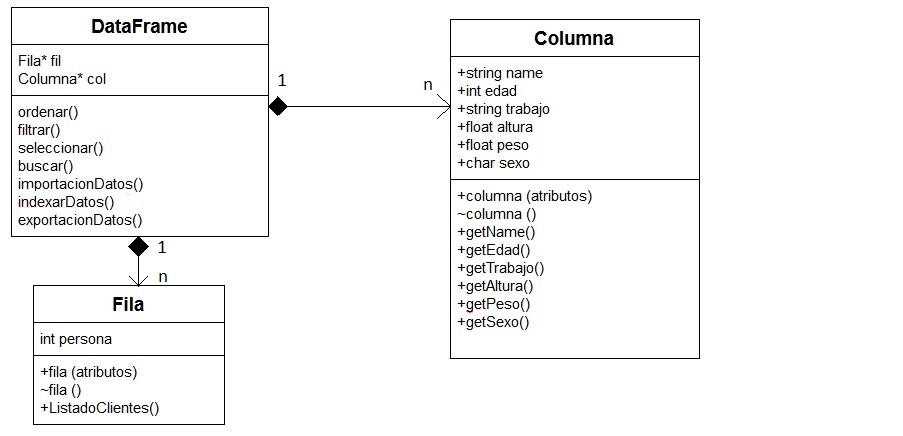 DataFrame
Fila* fil
Columna* col
ordenar()
filtrar()
seleccionar()
buscar()
importacionDatos()
indexarDatos()
exportacionDatos()
1
n
Columna
+string name
+int edad
+string trabajo
+float altura
+float peso
+char sexo
+columna (atributos)
~columna ()
+getName()
+getEdad()
+getTrabajo()
+getAltura()
+getPeso()
+getSexo()
1
n
Fila
int persona
+fila (atributos)
~fila ()
+ListadoClientes()